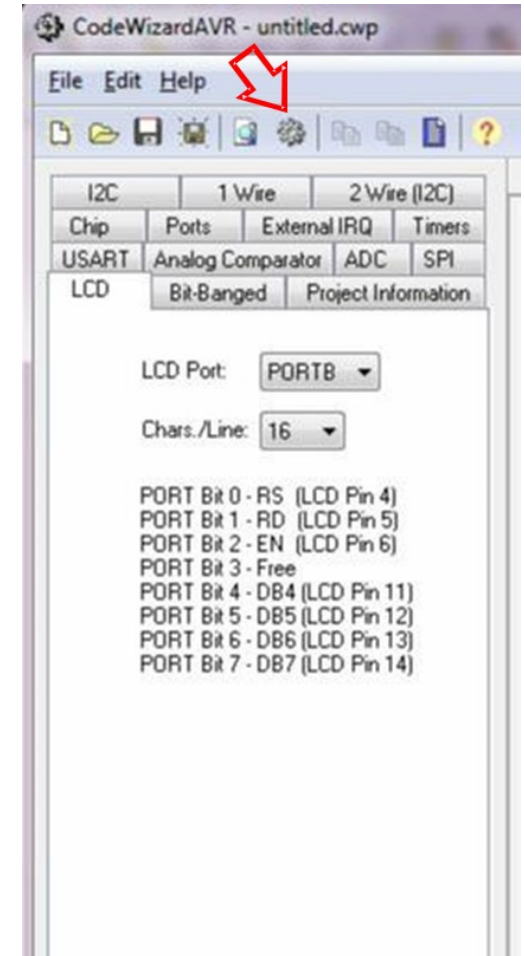 CodeWizardAVR - untitled.cwp
File Edit Help
?
I2C 1 Wire 2 Wire (I2C)
Chip Ports External IRQ Timers
USART Analog Comparator ADC SPI
LCD Bit-Banged Project Information
LCD Port: PORTB
Chars./Line: 16
PORT Bit 0 - RS (LCD Pin 4)
PORT Bit 1 - RD (LCD Pin 5)
PORT Bit 2 - EN (LCD Pin 6)
PORT Bit 3 - Free
PORT Bit 4 - DB4 (LCD Pin 11)
PORT Bit 5 - DB5 (LCD Pin 12)
PORT Bit 6 - DB6 (LCD Pin 13)
PORT Bit 7 - DB7 (LCD Pin 14)